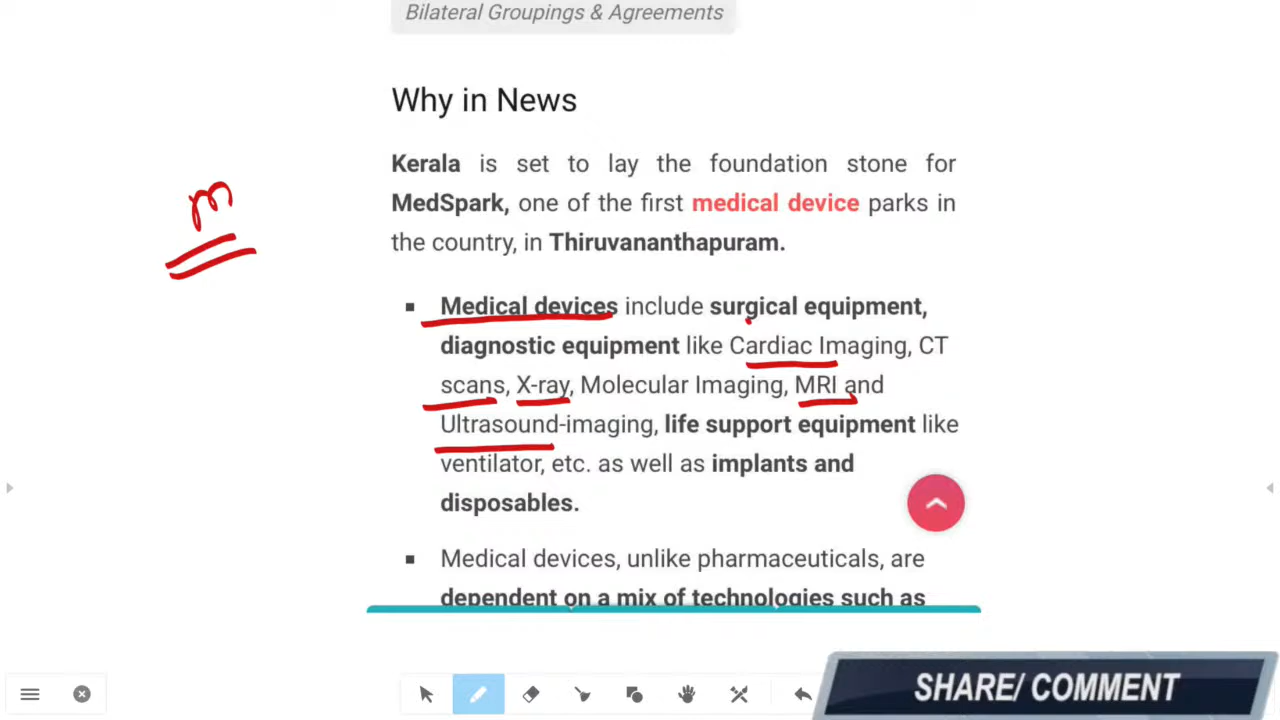 Bilateral Groupings & Agreements
Why in News
Kerala is set to lay the foundation stone for
MedSpark, one of the first medical device parks in
the country, in Thiruvananthapuram.
m
▪ Medical devices include surgical equipment,
diagnostic equipment like Cardiac Imaging, CT
scans, X-ray, Molecular Imaging, MRI and
Ultrasound-imaging, life support equipment like
ventilator, etc. as well as implants and
disposables.
▪ Medical devices, unlike pharmaceuticals, are
dependent on a mix of technologies such as
SHARE/ COMMENT